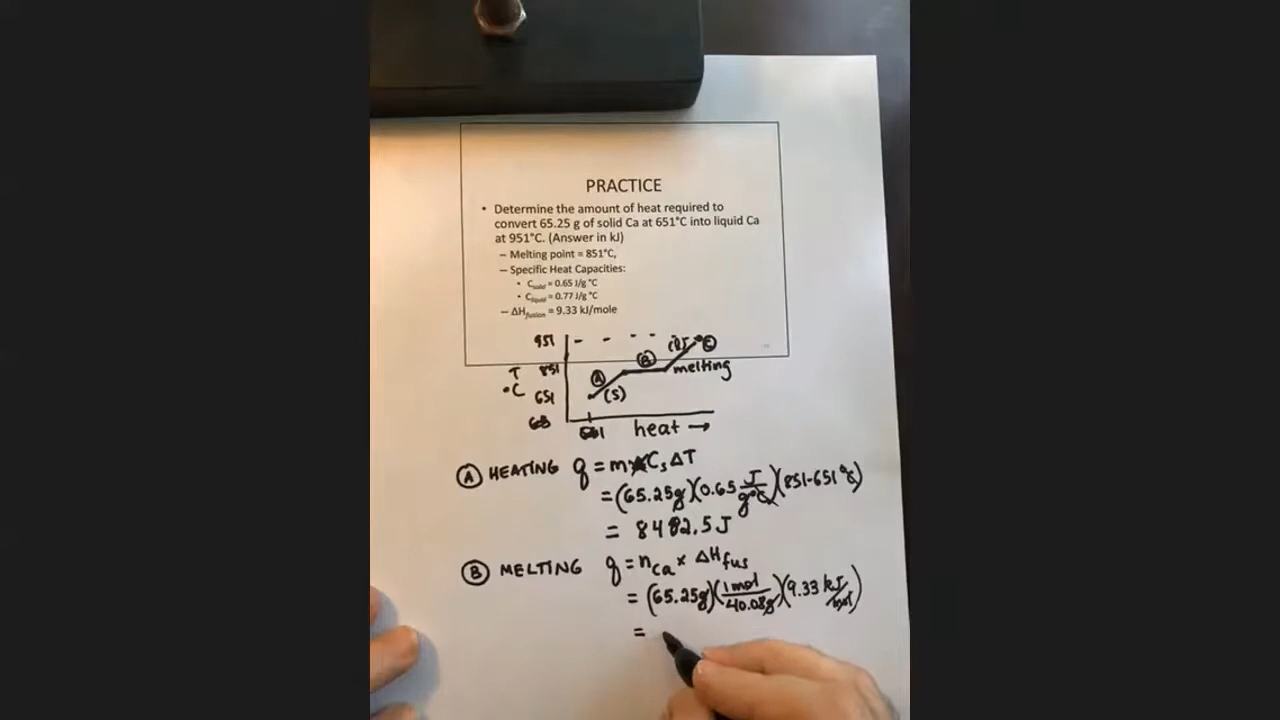 PRACTICE
• Determine the amount of heat required to
convert 65.25 g of solid Ca at 651°C into liquid Ca
at 951°C. (Answer in kJ)
– Melting point = 851°C,
– Specific Heat Capacities:
• Csolid = 0.65 J/g °C
• Cliquid = 0.77 J/g °C
– ΔHfusion = 9.33 kJ/mole
951
T 851
°C 651
A (s)
B
(l) C
melting
heat →
A HEATING q = m Cs ΔT
= (65.25g)(0.65 J/g°C)(851-651°C)
= 8482.5 J
B MELTING q = nCa × ΔHfus
= (65.25g)(1mol/40.08g)(9.33 kJ/mol)
=